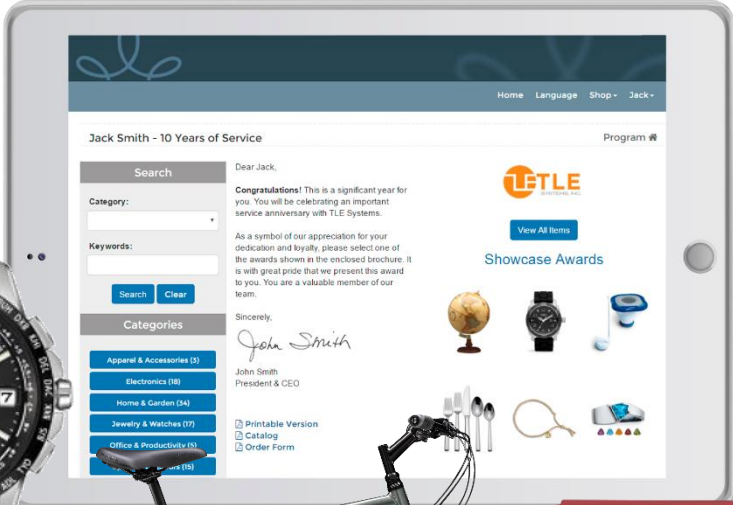 Home Language Shop Jack
Jack Smith - 10 Years of Service
Program
Search
Category:
Keywords:
Search Clear
Categories
Apparel & Accessories (3)
Electronics (18)
Home & Garden (34)
Jewelry & Watches (17)
Office & Productivity (5)
(15)
Dear Jack,
Congratulations! This is a significant year for
you. You will be celebrating an important
service anniversary with TLE Systems.
As a symbol of our appreciation for your
dedication and loyalty, please select one of
the awards shown in the enclosed brochure. It
is with great pride that we present this award
to you. You are a valuable member of our
team.
Sincerely,
John Smith
John Smith
President & CEO
Printable Version
Catalog
Order Form
TLE
SYSTEMS, INC.
View All Items
Showcase Awards
7